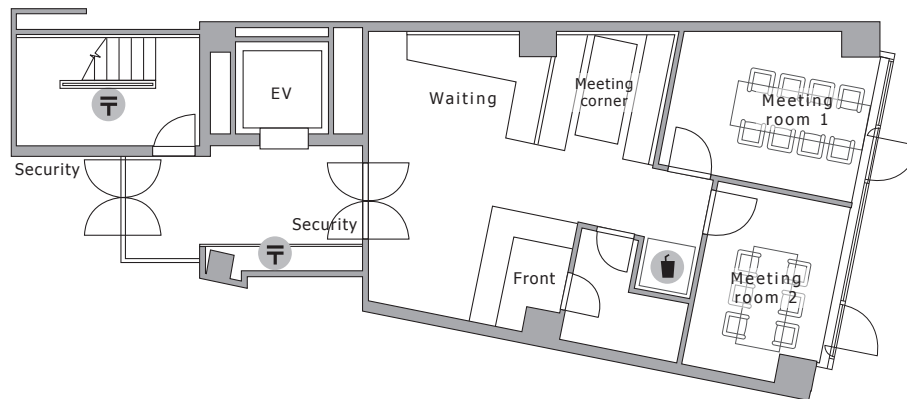 EV
Waiting
Meeting
corner
Meeting
room 1
Security
Security
Front
Meeting
room 2
〒
〒